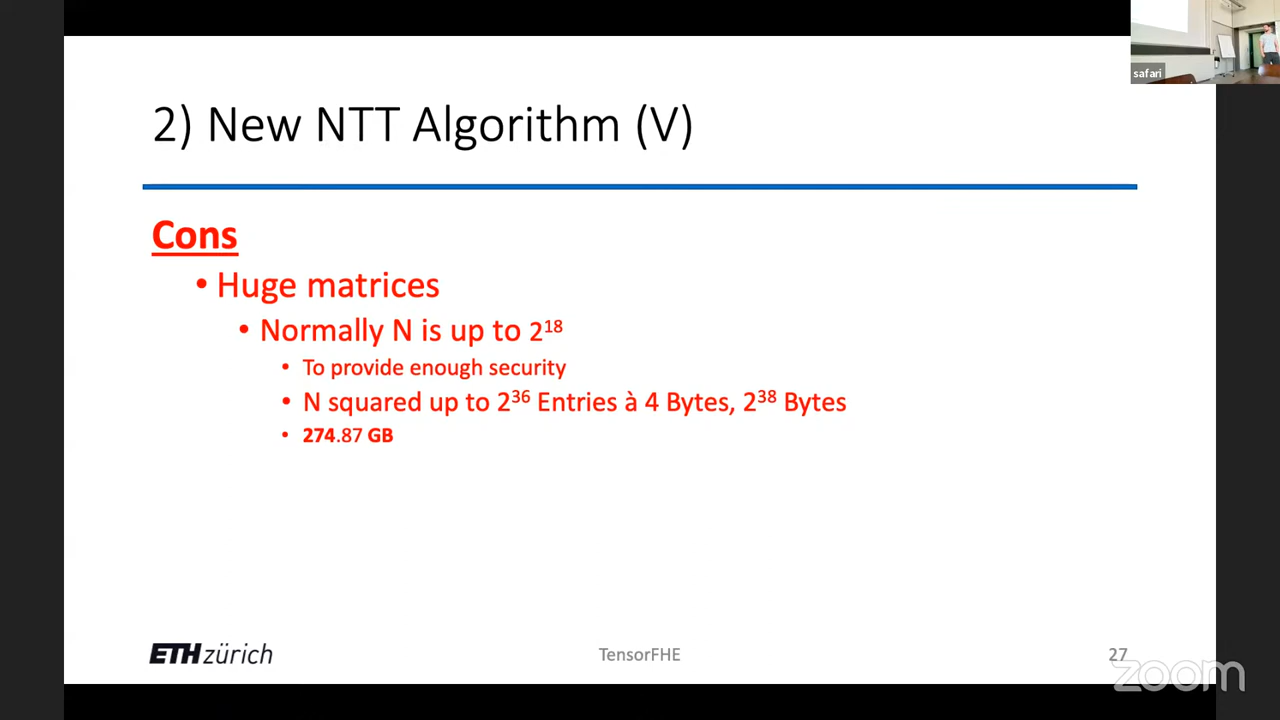 safari
2) New NTT Algorithm (V)
Cons
• Huge matrices
• Normally N is up to 2¹⁸
• To provide enough security
• N squared up to 2³⁶ Entries à 4 Bytes, 2³⁸ Bytes
• 274.87 GB
ETH zürich
TensorFHE
27
zoom